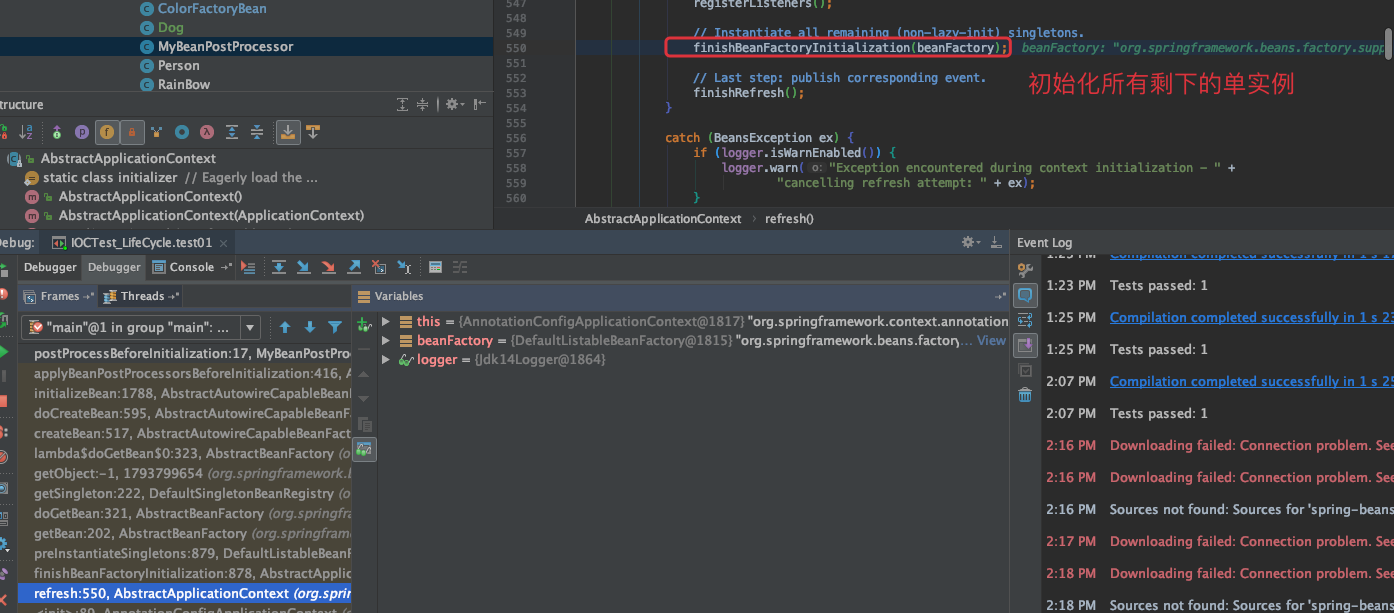 ColorFactoryBean
Dog
MyBeanPostProcessor
Person
RainBow
tructure
AbstractApplicationContext
static class initializer // Eagerly load the ...
AbstractApplicationContext()
AbstractApplicationContext(ApplicationContext)
547 registerListeners();
548
549 // Instantiate all remaining (non-lazy-init) singletons.
550 finishBeanFactoryInitialization(beanFactory); beanFactory: "org.springframework.beans.factory.supp
551
552 // Last step: publish corresponding event.
553 finishRefresh();
初始化所有剩下的单实例
554 }
555
556 catch (BeansException ex) {
557 if (logger.isWarnEnabled()) {
558 logger.warn( o: "Exception encountered during context initialization - " +
559 "cancelling refresh attempt: " + ex);
560 }
AbstractApplicationContext › refresh()
ebug: IOCTest_LifeCycle.test01 ×
Debugger Debugger Console
Frames Threads
"main"@1 in group "main": ...
postProcessBeforeInitialization:17, MyBeanPro
applyBeanPostProcessorsBeforeInitialization:416, A
initializeBean:1788, AbstractAutowireCapableBean
doCreateBean:595, AbstractAutowireCapableBeanF
createBean:517, AbstractAutowireCapableBeanFact
lambda$doGetBean$0:323, AbstractBeanFactory (o
getObject:-1, 1793799654 (org.springframework.b
getSingleton:222, DefaultSingletonBeanRegistry (o
doGetBean:321, AbstractBeanFactory (org.springfra
getBean:202, AbstractBeanFactory (org.springfram
preInstantiateSingletons:879, DefaultListableBeanF
finishBeanFactoryInitialization:878, AbstractApplic
refresh:550, AbstractApplicationContext (org.spri
<init>:89, AnnotationConfigApplicationContext (org
Variables
this = {AnnotationConfigApplicationContext@1817} "org.springframework.context.annotation
beanFactory = {DefaultListableBeanFactory@1815} "org.springframework.beans.factory... View
logger = {Jdk14Logger@1864}
Event Log
1:23 PM Compilation completed successfully in 1 s 1
1:23 PM Tests passed: 1
1:25 PM Compilation completed successfully in 1 s 23
1:25 PM Tests passed: 1
2:07 PM Compilation completed successfully in 1 s 25
2:07 PM Tests passed: 1
2:16 PM Downloading failed: Connection problem. See
2:16 PM Downloading failed: Connection problem. See
2:16 PM Sources not found: Sources for 'spring-beans
2:17 PM Downloading failed: Connection problem. See
2:18 PM Downloading failed: Connection problem. See
2:18 PM Sources not found: Sources for 'spring-beans